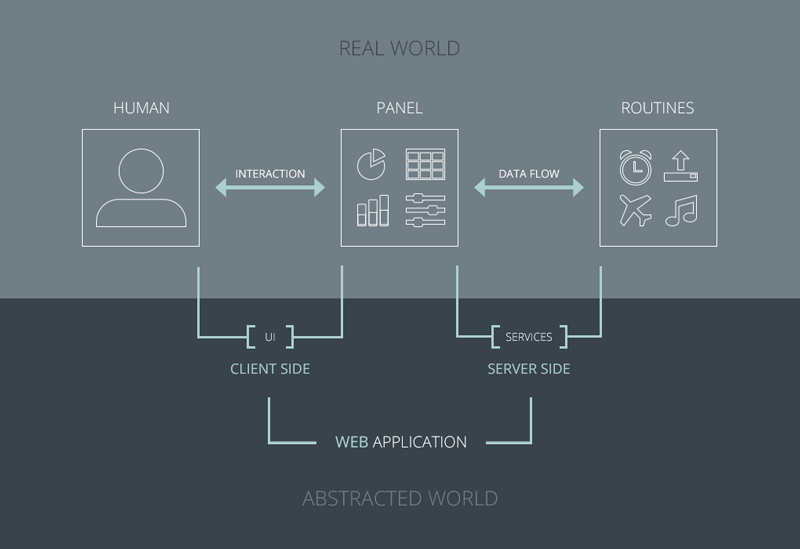 REAL WORLD
HUMAN
PANEL
ROUTINES
INTERACTION
DATA FLOW
UI
SERVICES
CLIENT SIDE
SERVER SIDE
WEB APPLICATION
ABSTRACTED WORLD